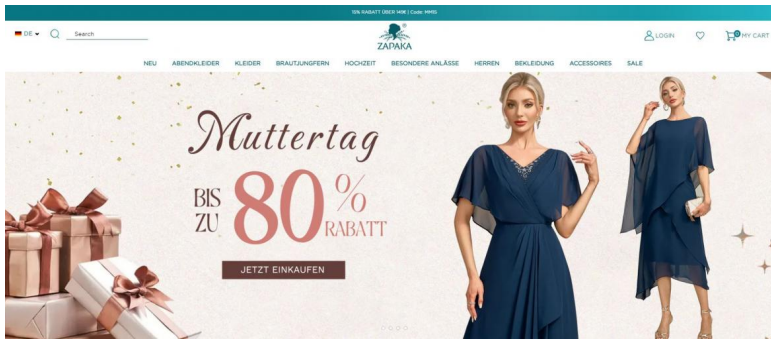 15% RABATT ÜBER 149€ | Code: MM15
DE
Search
ZAPAKA
LOGIN
0
MY CART
NEU ABENDKLEIDER KLEIDER BRAUTJUNGFERN HOCHZEIT BESONDERE ANLÄSSE HERREN BEKLEIDUNG ACCESSOIRES SALE
Muttertag
BIS ZU 80% RABATT
JETZT EINKAUFEN